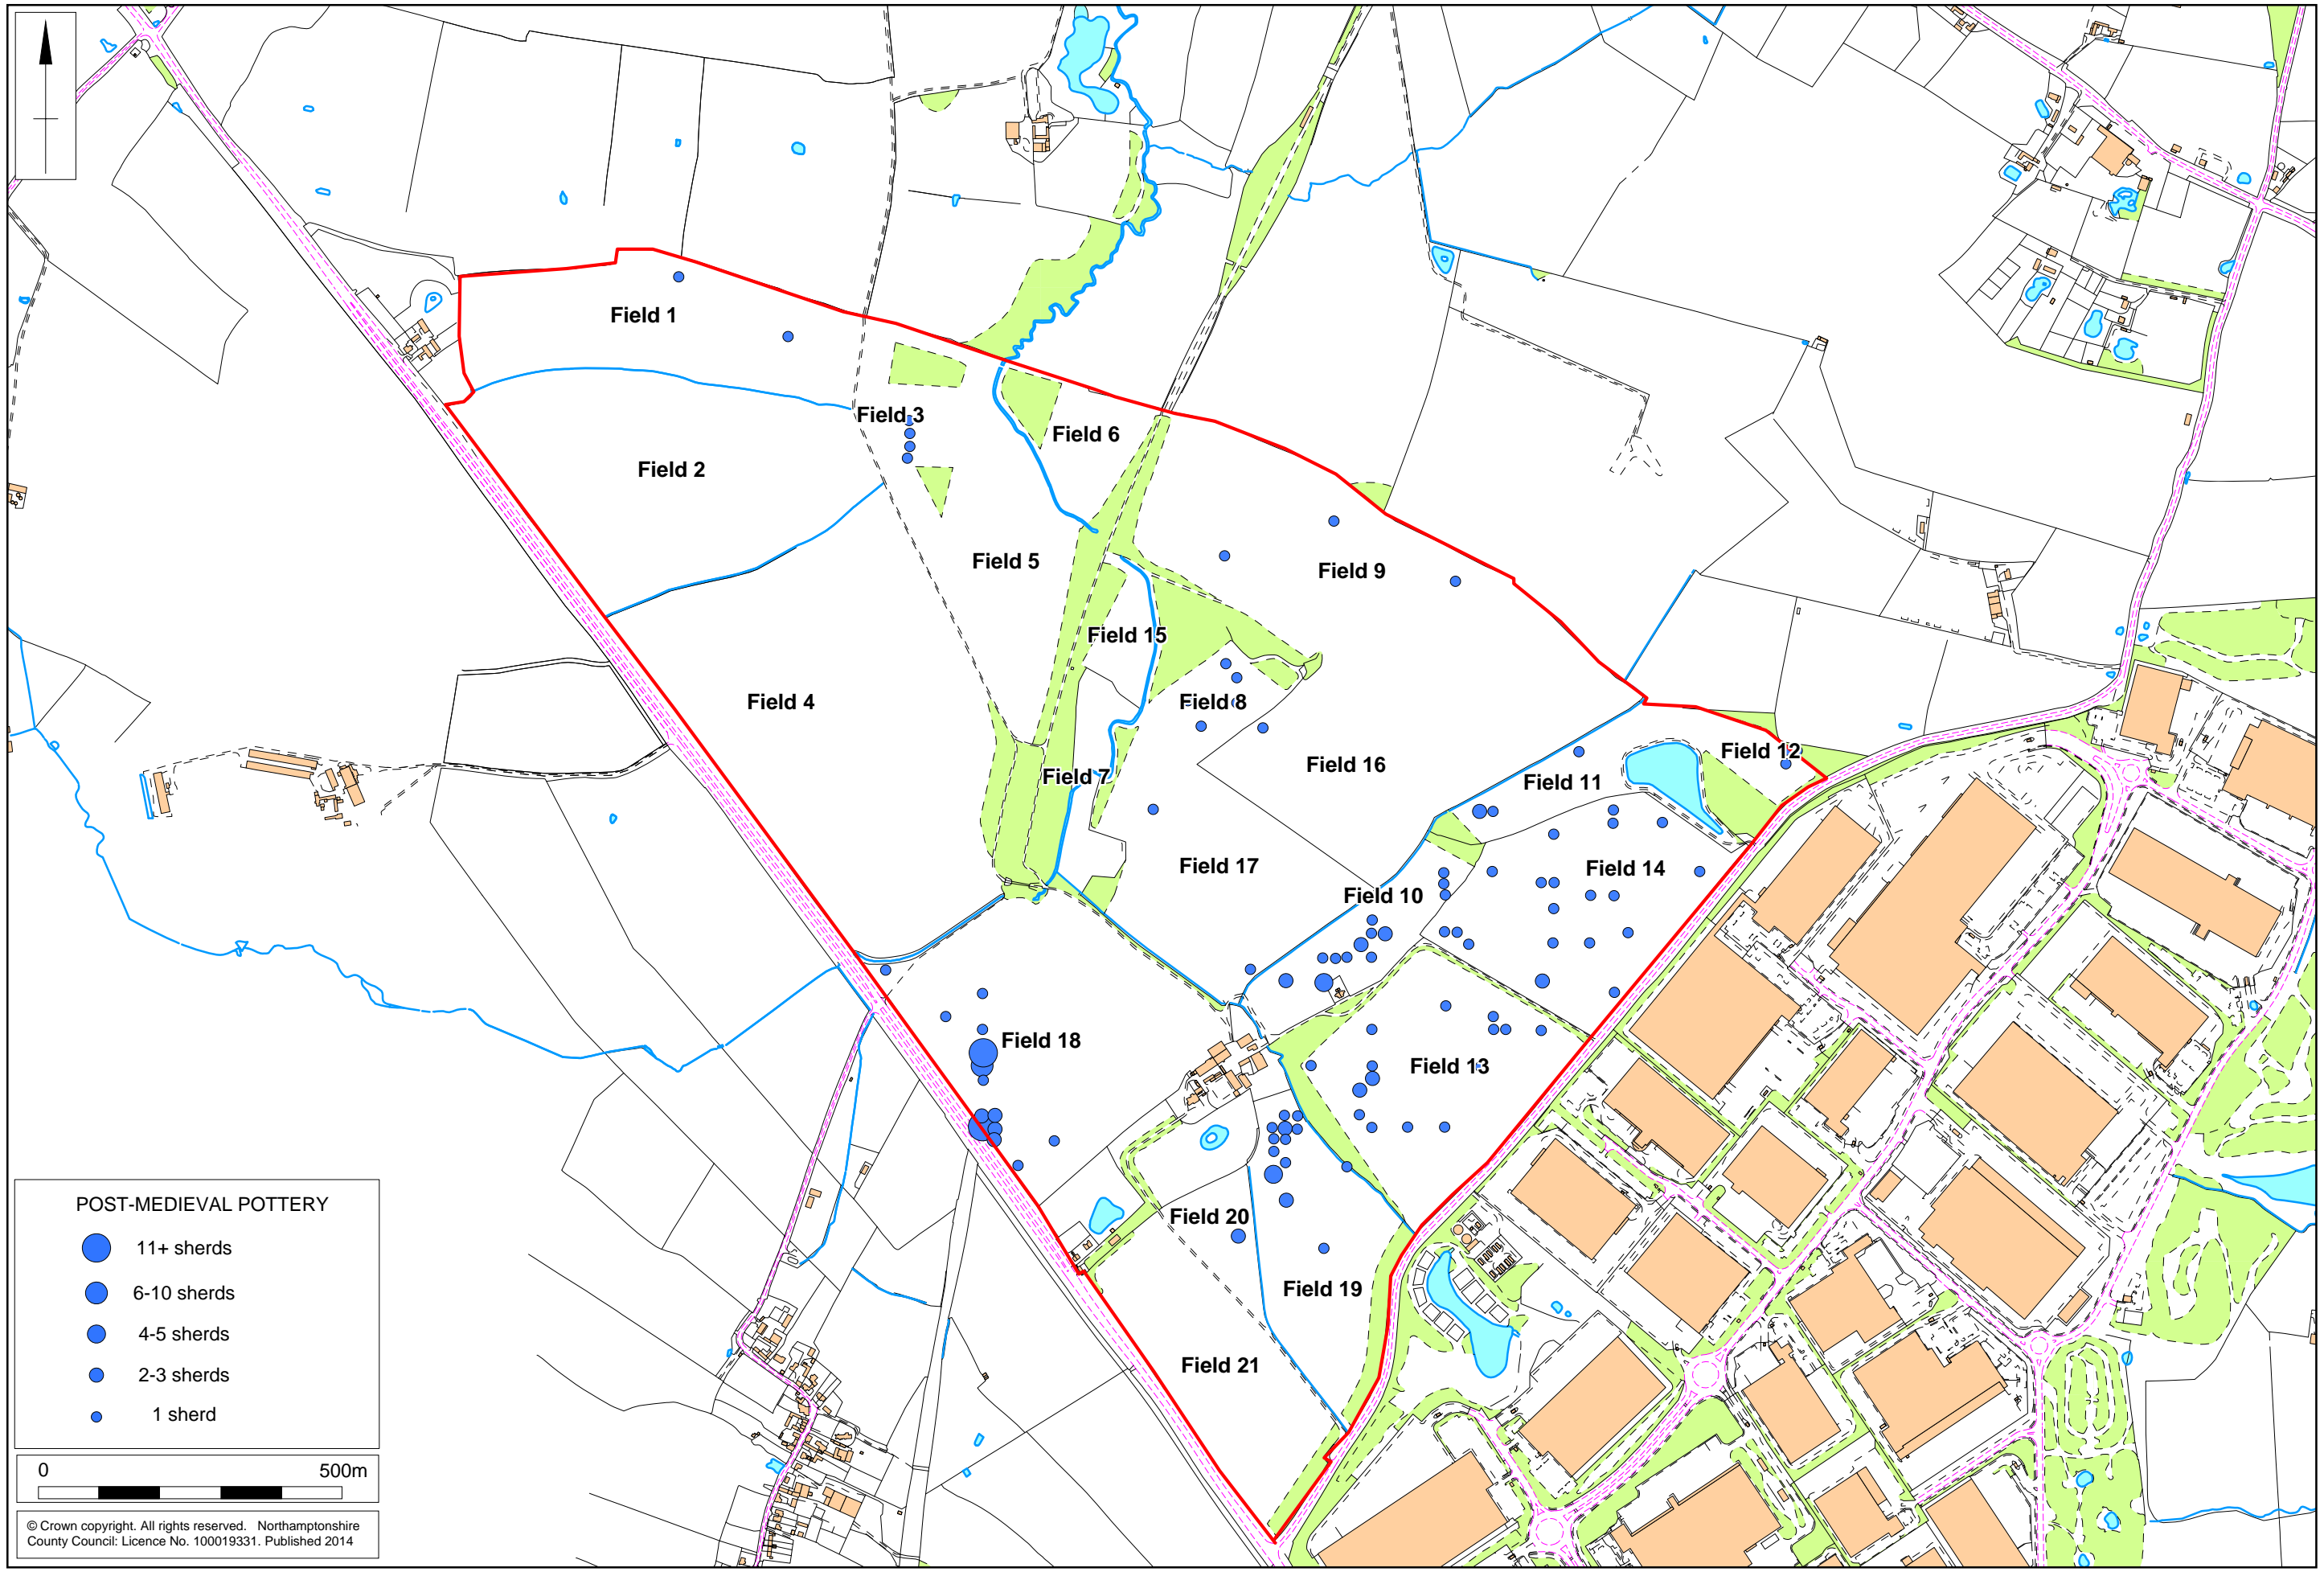 Field 1
Field 3
Field 6
Field 2
Field 5
Field 9
Field 15
Field 4
Field 8
Field 12
Field 16
Field 7
Field 11
Field 17
Field 14
Field 10
Field 18
Field 13
Field 20
Field 19
Field 21
POST-MEDIEVAL POTTERY
11+ sherds
6-10 sherds
4-5 sherds
2-3 sherds
1 sherd
0 500m
© Crown copyright. All rights reserved. Northamptonshire
County Council: Licence No. 100019331. Published 2014